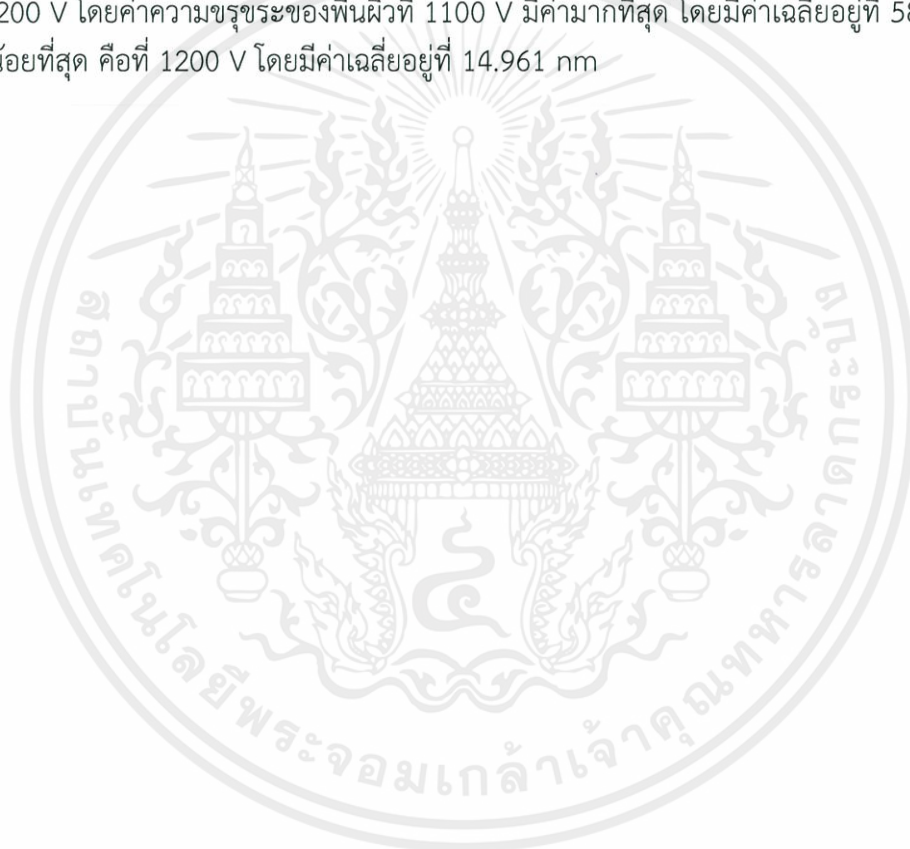 200 V โดยค่าความขรุขระของพื้นผิวที่ 1100 V มีค่ามากที่สุด โดยมีค่าเฉลี่ยอยู่ที่ 58
น้อยที่สุด คือที่ 1200 V โดยมีค่าเฉลี่ยอยู่ที่ 14.961 nm
๔
สถาบันเทคโนโลยีพระจอมเกล้าเจ้าคุณทหารลาดกระบัง